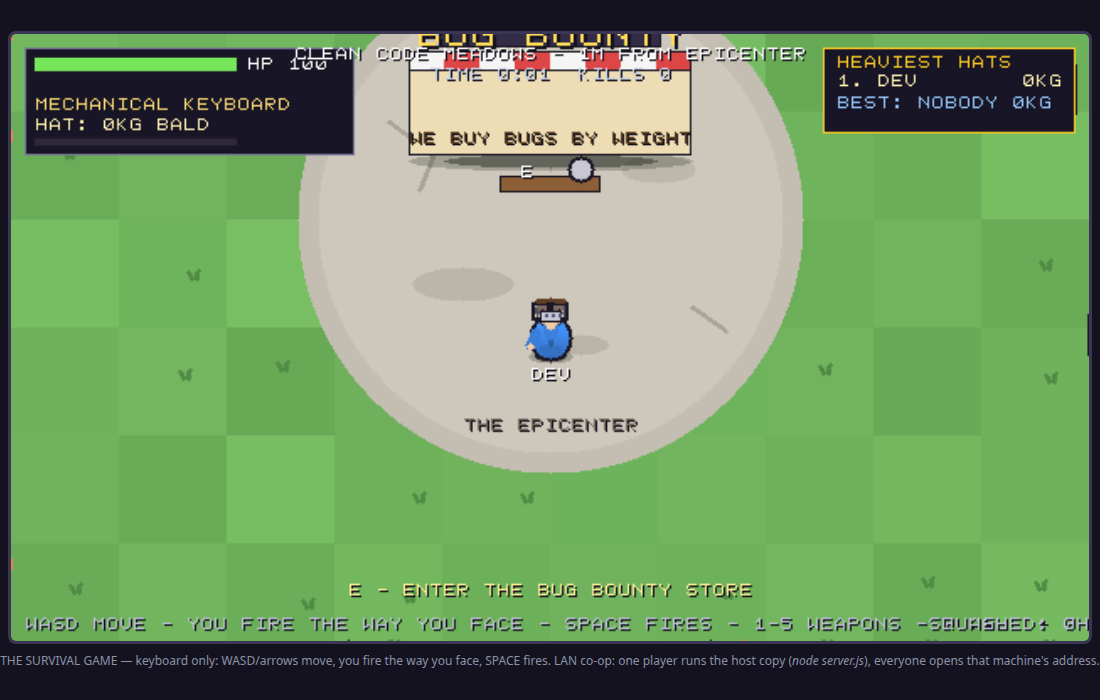 BUG BOUNTY
CLEAN CODE MEADOWS - 1M FROM EPICENTER
TIME 0:01 KILLS 0
HP 100
MECHANICAL KEYBOARD
HAT: 0KG BALD
HEAVIEST HATS
1. DEV 0KG
BEST: NOBODY 0KG
WE BUY BUGS BY WEIGHT
E
DEV
THE EPICENTER
E - ENTER THE BUG BOUNTY STORE
WASD MOVE - YOU FIRE THE WAY YOU FACE - SPACE FIRES - 1-5 WEAPONS -
SQUASHED: 0
THE SURVIVAL GAME — keyboard only: WASD/arrows move, you fire the way you face, SPACE fires. LAN co-op: one player runs the host copy (node server.js), everyone opens that machine's address.